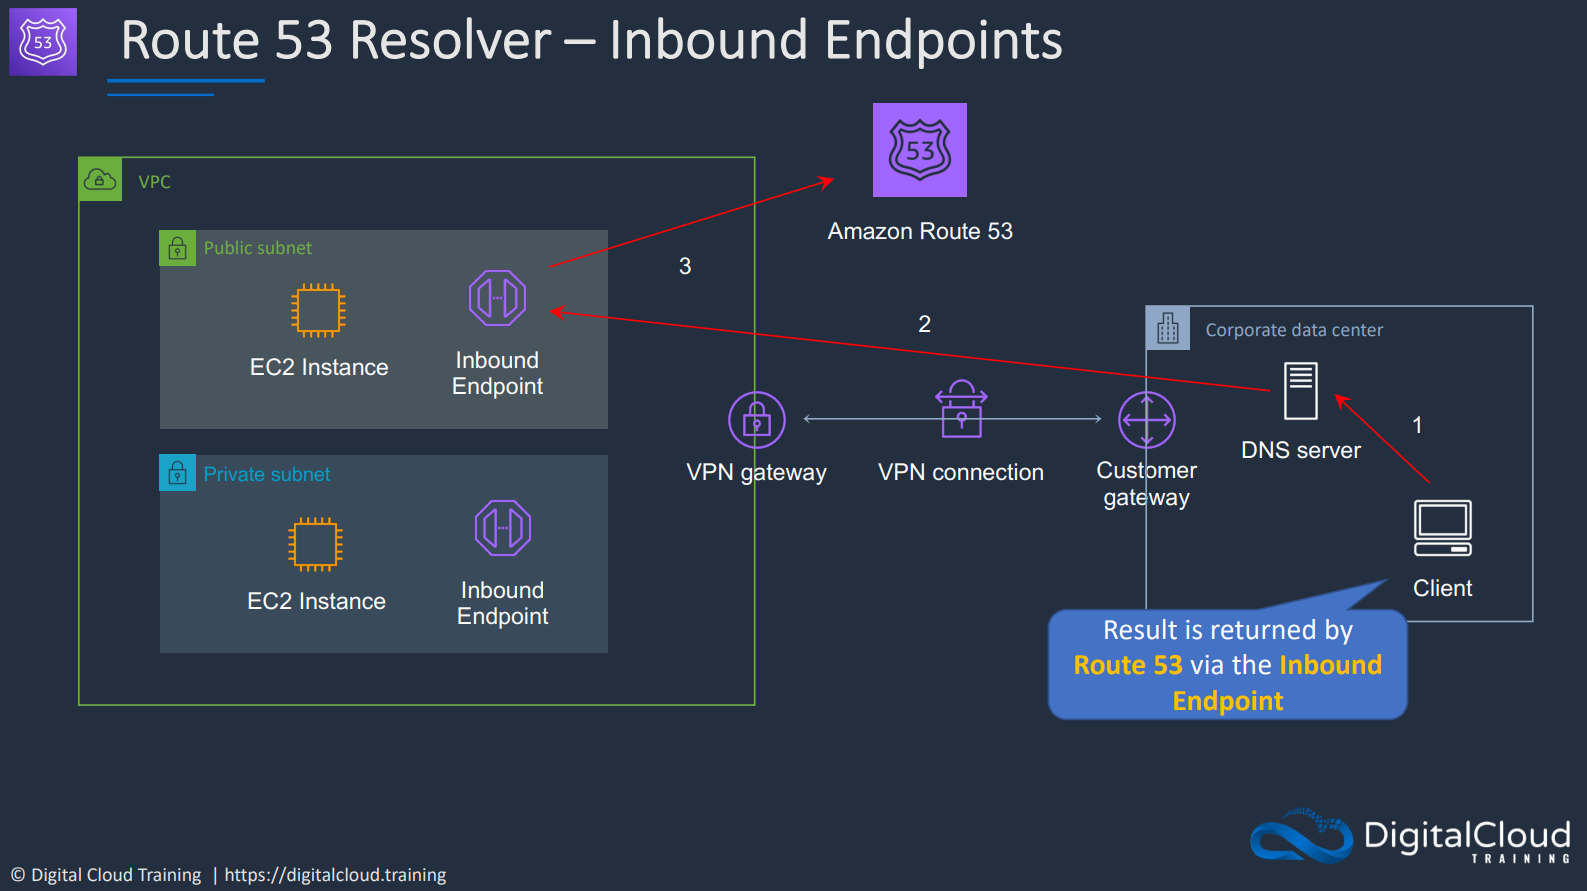 53
Route 53 Resolver – Inbound Endpoints
53
Amazon Route 53
VPC
Public subnet
EC2 Instance
Inbound
Endpoint
3
2
Corporate data center
DNS server
1
Client
VPN gateway
VPN connection
Customer
gateway
Private subnet
EC2 Instance
Inbound
Endpoint
Result is returned by
Route 53 via the Inbound
Endpoint
DigitalCloud
TRAINING
© Digital Cloud Training | https://digitalcloud.training